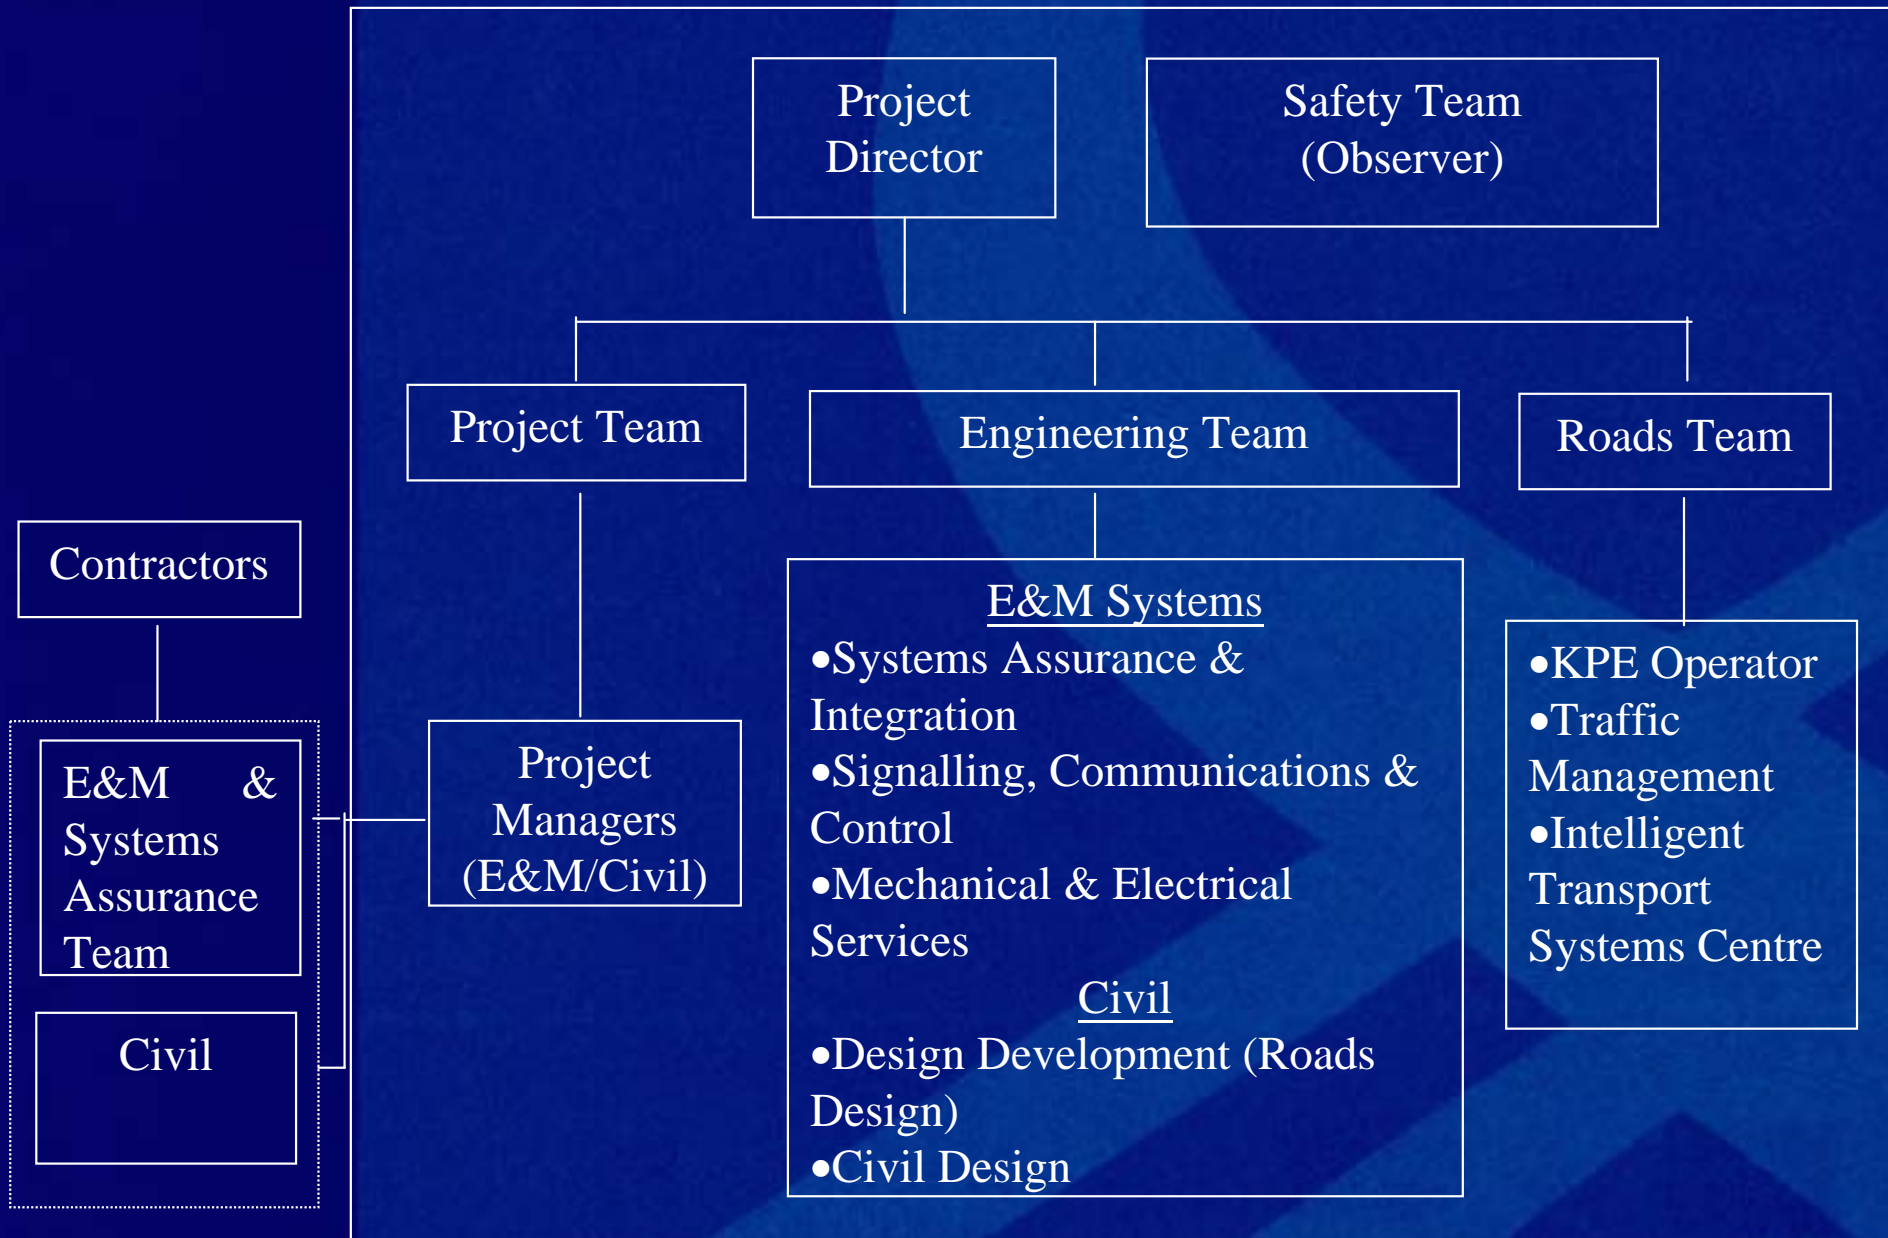 Project
Director
Safety Team
(Observer)
Project Team
Engineering Team
Roads Team
Contractors
E&M &
Systems
Assurance
Team
Civil
Project
Managers
(E&M/Civil)
E&M Systems
•Systems Assurance &
Integration
•Signalling, Communications &
Control
•Mechanical & Electrical
Services
Civil
•Design Development (Roads
Design)
•Civil Design
•KPE Operator
•Traffic
Management
•Intelligent
Transport
Systems Centre